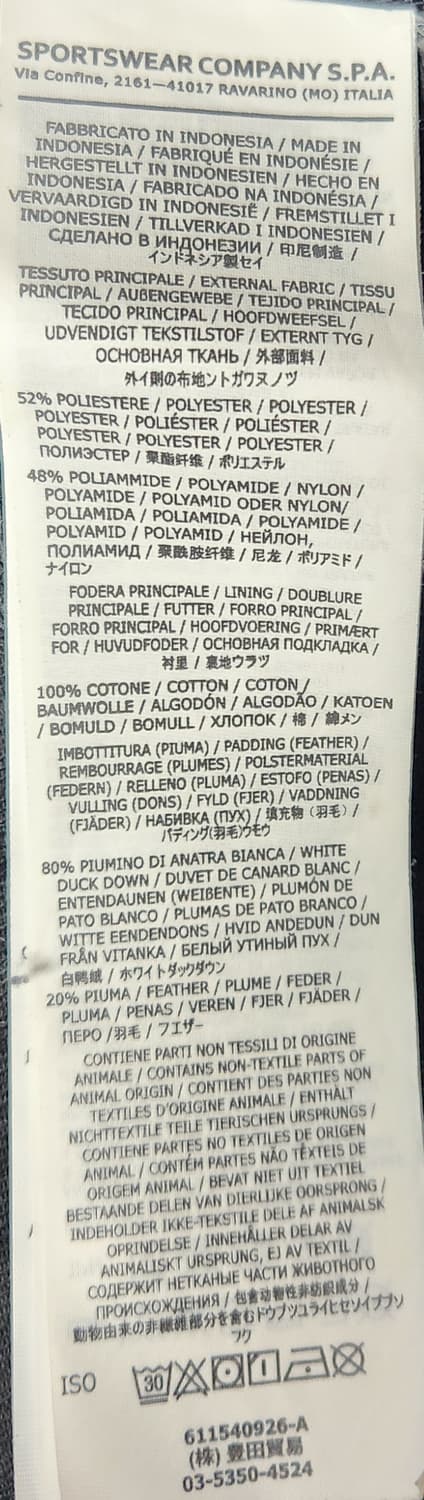 SPORTSWEAR COMPANY S.P.A.
Via Confine, 2161—41017 RAVARINO (MO) ITALIA
FABBRICATO IN INDONESIA / MADE IN
INDONESIA / FABRIQUÉ EN INDONÉSIE /
HERGESTELLT IN INDONESIEN / HECHO EN
INDONESIA / FABRICADO NA INDONÉSIA /
VERVAARDIGD IN INDONESIË / FREMSTILLET I
INDONESIEN / TILLVERKAD I INDONESIEN /
СДЕЛАНО В ИНДОНЕЗИИ / 印尼制造 /
インドネシア製セイ
TESSUTO PRINCIPALE / EXTERNAL FABRIC / TISSU
PRINCIPAL / AUßENGEWEBE / TEJIDO PRINCIPAL /
TECIDO PRINCIPAL / HOOFDWEEFSEL /
UDVENDIGT TEKSTILSTOF / EXTERNT TYG /
ОСНОВНАЯ ТКАНЬ / 外部面料 /
外イ側の布地ントガワヌノヅ
52% POLIESTERE / POLYESTER / POLYESTER /
POLYESTER / POLIÉSTER / POLIÉSTER /
POLYESTER / POLYESTER / POLYESTER /
ПОЛИЭСТЕР / 聚酯纤维 / ポリエステル
48% POLIAMMIDE / POLYAMIDE / NYLON /
POLYAMIDE / POLYAMID ODER NYLON/
POLIAMIDA / POLIAMIDA / POLYAMIDE /
POLYAMID / POLYAMID / НЕЙЛОН,
ПОЛИАМИД / 聚酰胺纤维 / 尼龙 / ポリアミド /
ナイロン
FODERA PRINCIPALE / LINING / DOUBLURE
PRINCIPALE / FUTTER / FORRO PRINCIPAL /
FORRO PRINCIPAL / HOOFDVOERING / PRIMÆRT
FOR / HUVUDFODER / ОСНОВНАЯ ПОДКЛАДКА /
衬里 / 裏地ウラヅ
100% COTONE / COTTON / COTON /
BAUMWOLLE / ALGODÓN / ALGODÃO / KATOEN
/ BOMULD / BOMULL / ХЛОПОК / 棉 / 綿メン
IMBOTTITURA (PIUMA) / PADDING (FEATHER) /
REMBOURRAGE (PLUMES) / POLSTERMATERIAL
(FEDERN) / RELLENO (PLUMA) / ESTOFO (PENAS) /
VULLING (DONS) / FYLD (FJER) / VADDNING
(FJÄDER) / НАБИВКА (ПУХ) / 填充物（羽毛）/
パディング(羽毛)ウモウ
80% PIUMINO DI ANATRA BIANCA / WHITE
DUCK DOWN / DUVET DE CANARD BLANC /
ENTENDAUNEN (WEIßENTE) / PLUMÓN DE
PATO BLANCO / PLUMAS DE PATO BRANCO /
WITTE EENDENDONS / HVID ANDEDUN / DUN
FRÅN VITANKA / БЕЛЫЙ УТИНЫЙ ПУХ /
白鸭绒 / ホワイトダックダウン
20% PIUMA / FEATHER / PLUME / FEDER /
PLUMA / PENAS / VEREN / FJER / FJÄDER /
ПЕРО /羽毛 / フェザー
CONTIENE PARTI NON TESSILI DI ORIGINE
ANIMALE / CONTAINS NON-TEXTILE PARTS OF
ANIMAL ORIGIN / CONTIENT DES PARTIES NON
TEXTILES D'ORIGINE ANIMALE / ENTHÄLT
NICHTTEXTILE TEILE TIERISCHEN URSPRUNGS /
CONTIENE PARTES NO TEXTILES DE ORIGEN
ANIMAL / CONTÉM PARTES NÃO TÊXTEIS DE
ORIGEM ANIMAL / BEVAT NIET UIT TEXTIEL
BESTAANDE DELEN VAN DIERLIJKE OORSPRONG /
INDEHOLDER IKKE-TEKSTILE DELE AF ANIMALSK
OPRINDELSE / INNEHÅLLER DELAR AV
ANIMALISKT URSPRUNG, EJ AV TEXTIL /
СОДЕРЖИТ НЕТКАНЫЕ ЧАСТИ ЖИВОТНОГО
ПРОИСХОЖДЕНИЯ / 包含动物性非纺织成分 /
動物由来の非繊維部分を含むドウブツユライヒセソイブブソ
フク
ISO 30
611540926-A
(株) 豊田貿易
03-5350-4524